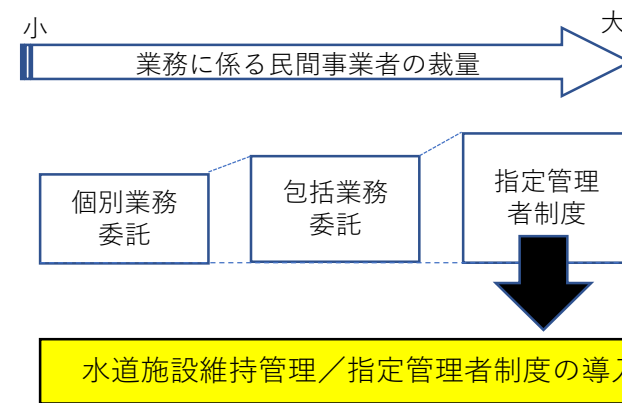 小
大
業務に係る民間事業者の裁量
個別業務
委託
包括業務
委託
指定管理
者制度
水道施設維持管理／指定管理者制度の導